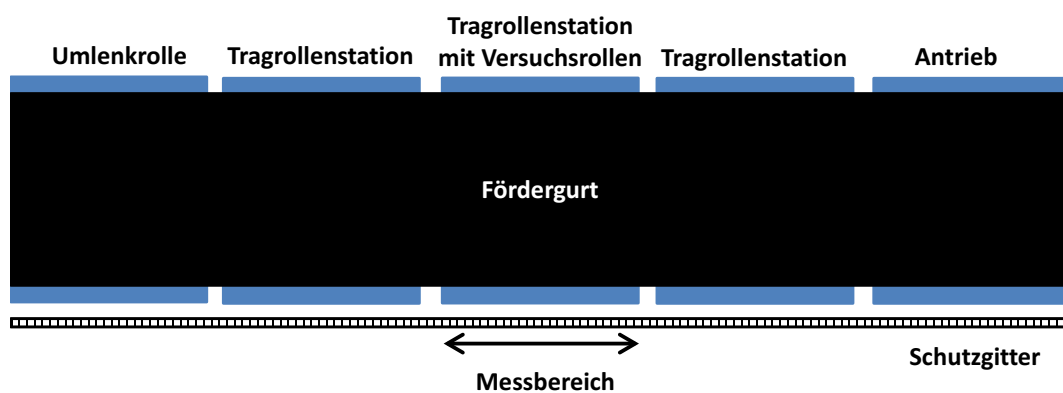 Umlenkrolle
Tragrollenstation
Tragrollenstation
mit Versuchsrollen
Tragrollenstation
Antrieb
Fördergurt
Schutzgitter
Messbereich